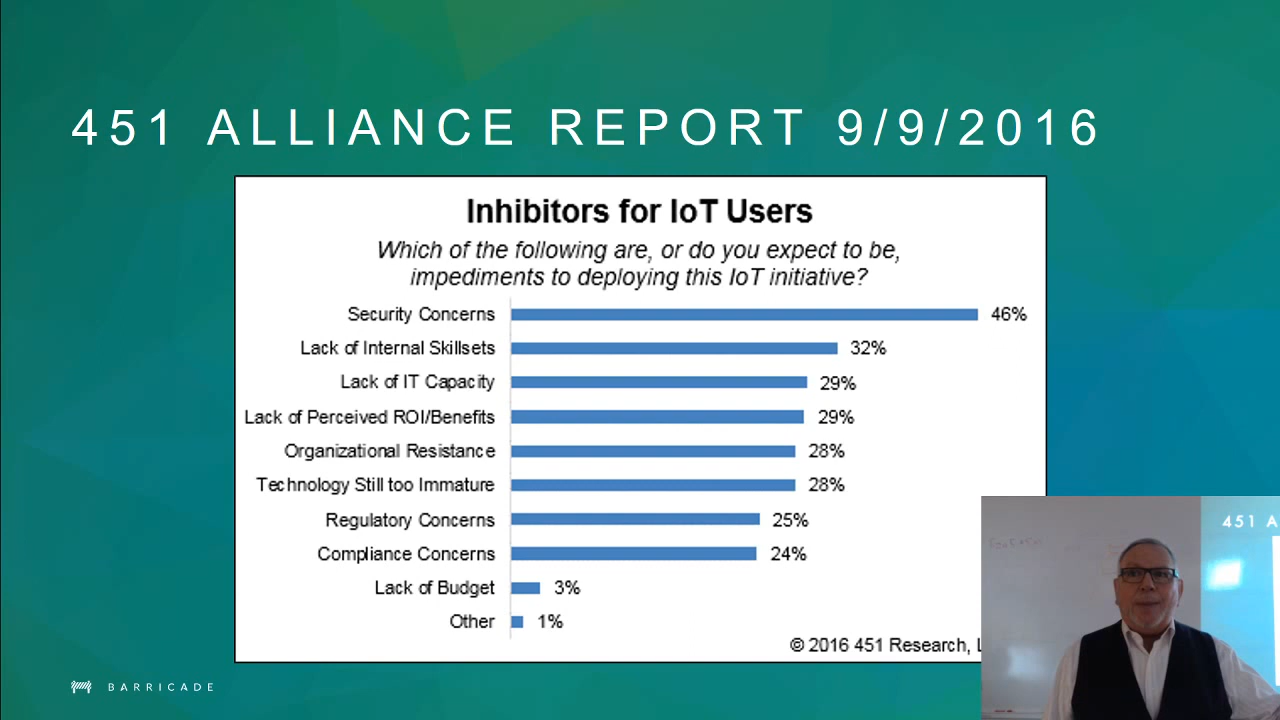 451 ALLIANCE REPORT 9/9/2016
Inhibitors for IoT Users
Which of the following are, or do you expect to be,
impediments to deploying this IoT initiative?
Security Concerns 46%
Lack of Internal Skillsets 32%
Lack of IT Capacity 29%
Lack of Perceived ROI/Benefits 29%
Organizational Resistance 28%
Technology Still too Immature 28%
Regulatory Concerns 25%
Compliance Concerns 24%
Lack of Budget 3%
Other 1%
© 2016 451 Research, L
BARRICADE
451 A